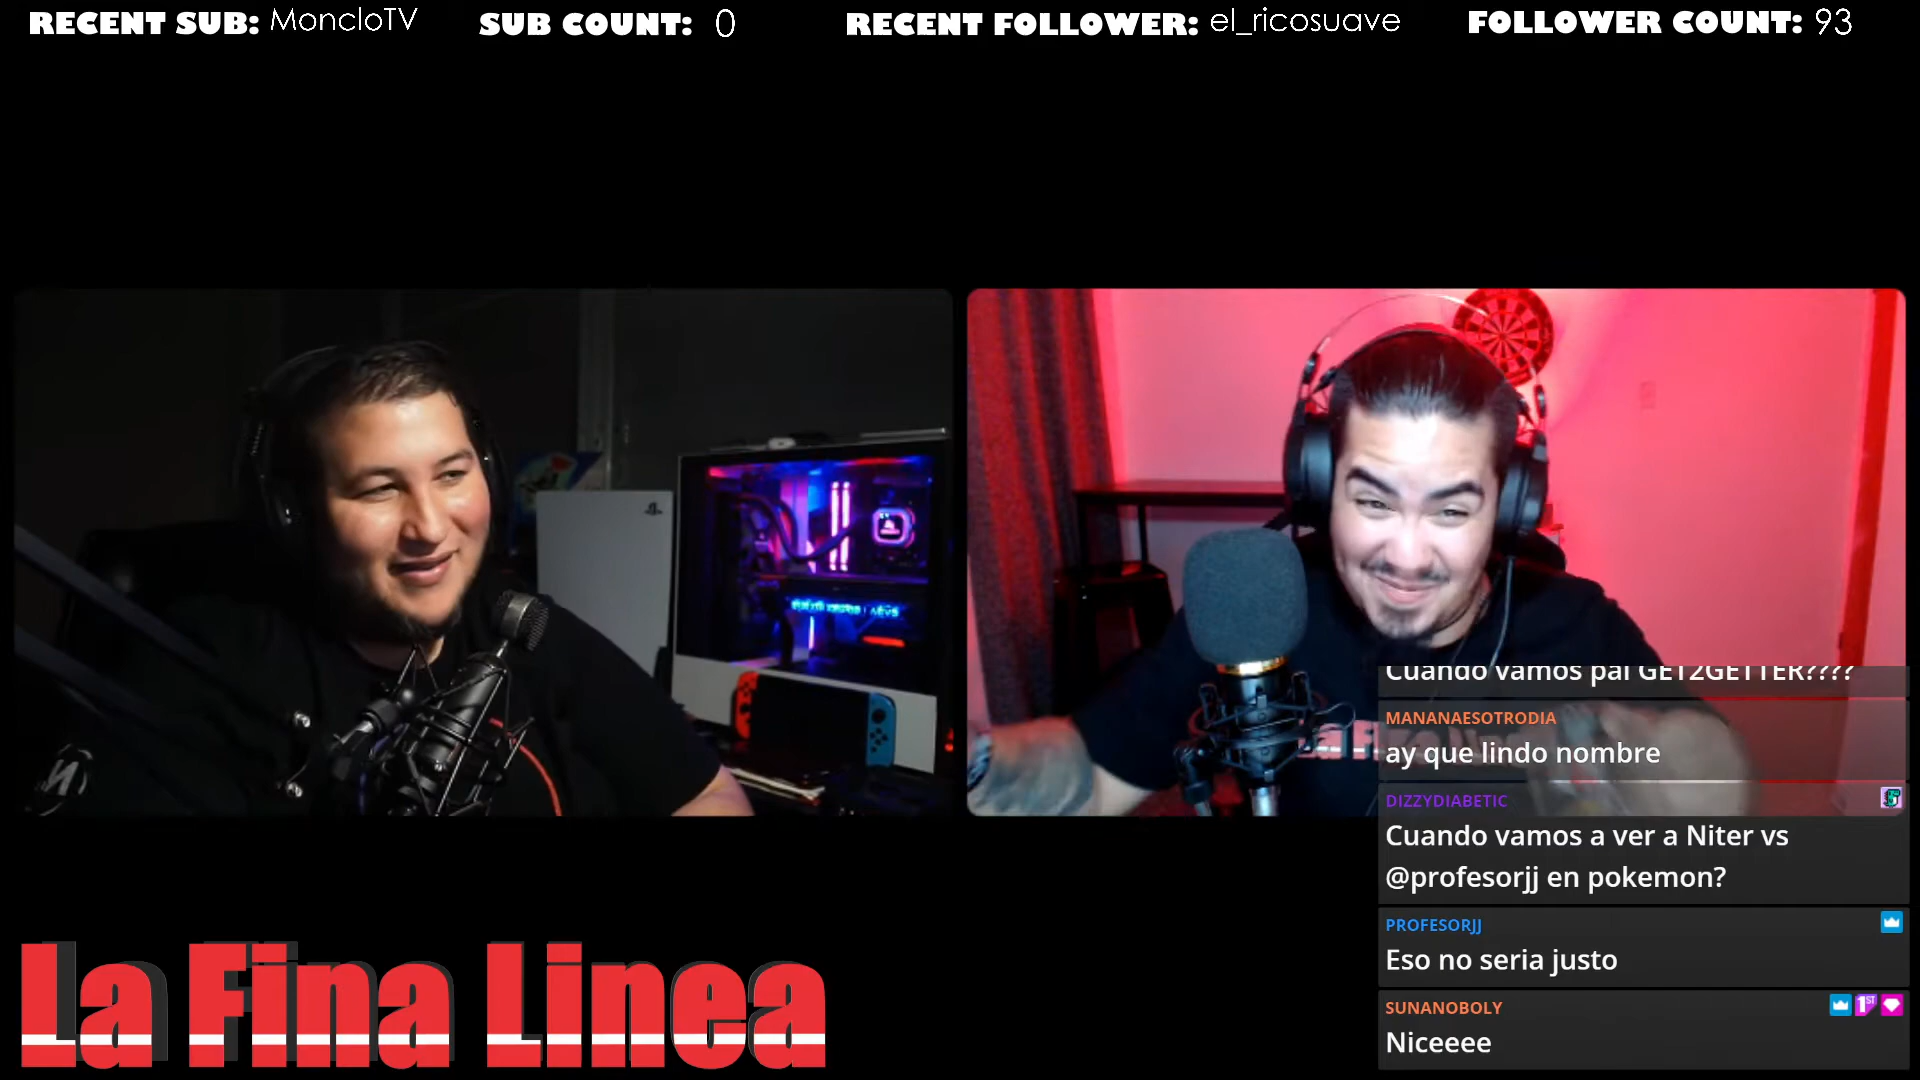 RECENT SUB: MoncloTV
SUB COUNT: 0
RECENT FOLLOWER: el_ricosuave
FOLLOWER COUNT: 93
Cuando vamos pal GET2GETTER????
MANANAESOTRODIA
ay que lindo nombre
DIZZYDIABETIC
Cuando vamos a ver a Niter vs
@profesorjj en pokemon?
PROFESORJJ
Eso no seria justo
SUNANOBOLY
1ST
Niceeee
La Fina Linea